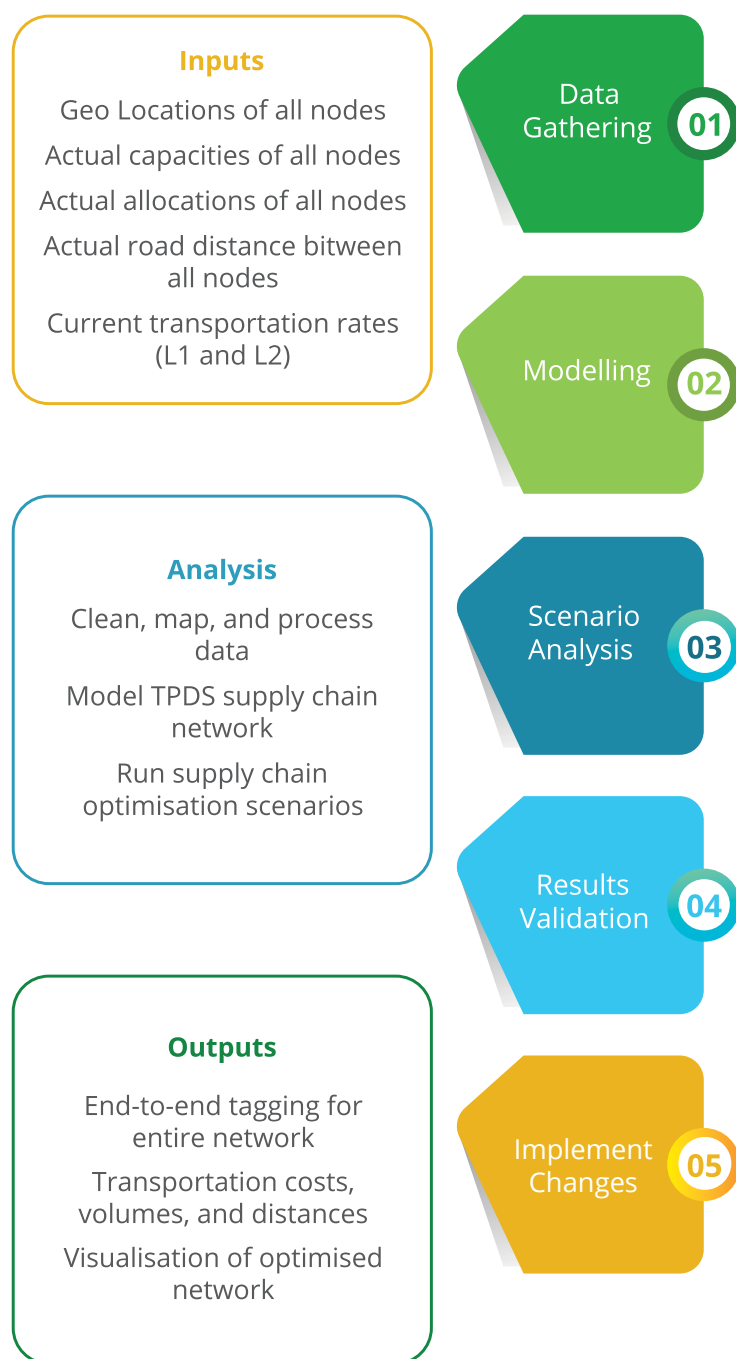 Inputs
Geo Locations of all nodes
Actual capacities of all nodes
Actual allocations of all nodes
Actual road distance bitween
all nodes
Current transportation rates
(L1 and L2)
Analysis
Clean, map, and process
data
Model TPDS supply chain
network
Run supply chain
optimisation scenarios
Outputs
End-to-end tagging for
entire network
Transportation costs,
volumes, and distances
Visualisation of optimised
network
Data
Gathering
01
Modelling
02
Scenario
Analysis
03
Results
Validation
04
Implement
Changes
05